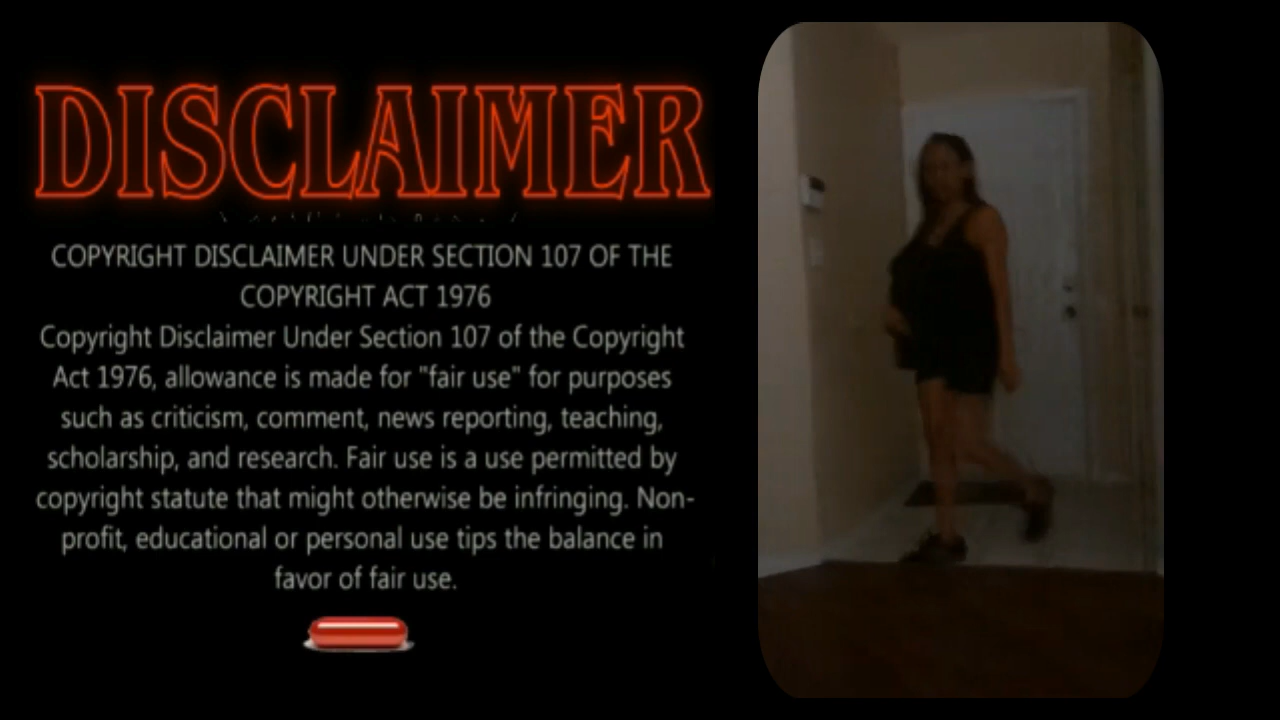 DISCLAIMER
COPYRIGHT DISCLAIMER UNDER SECTION 107 OF THE
COPYRIGHT ACT 1976
Copyright Disclaimer Under Section 107 of the Copyright
Act 1976, allowance is made for "fair use" for purposes
such as criticism, comment, news reporting, teaching,
scholarship, and research. Fair use is a use permitted by
copyright statute that might otherwise be infringing. Non-
profit, educational or personal use tips the balance in
favor of fair use.